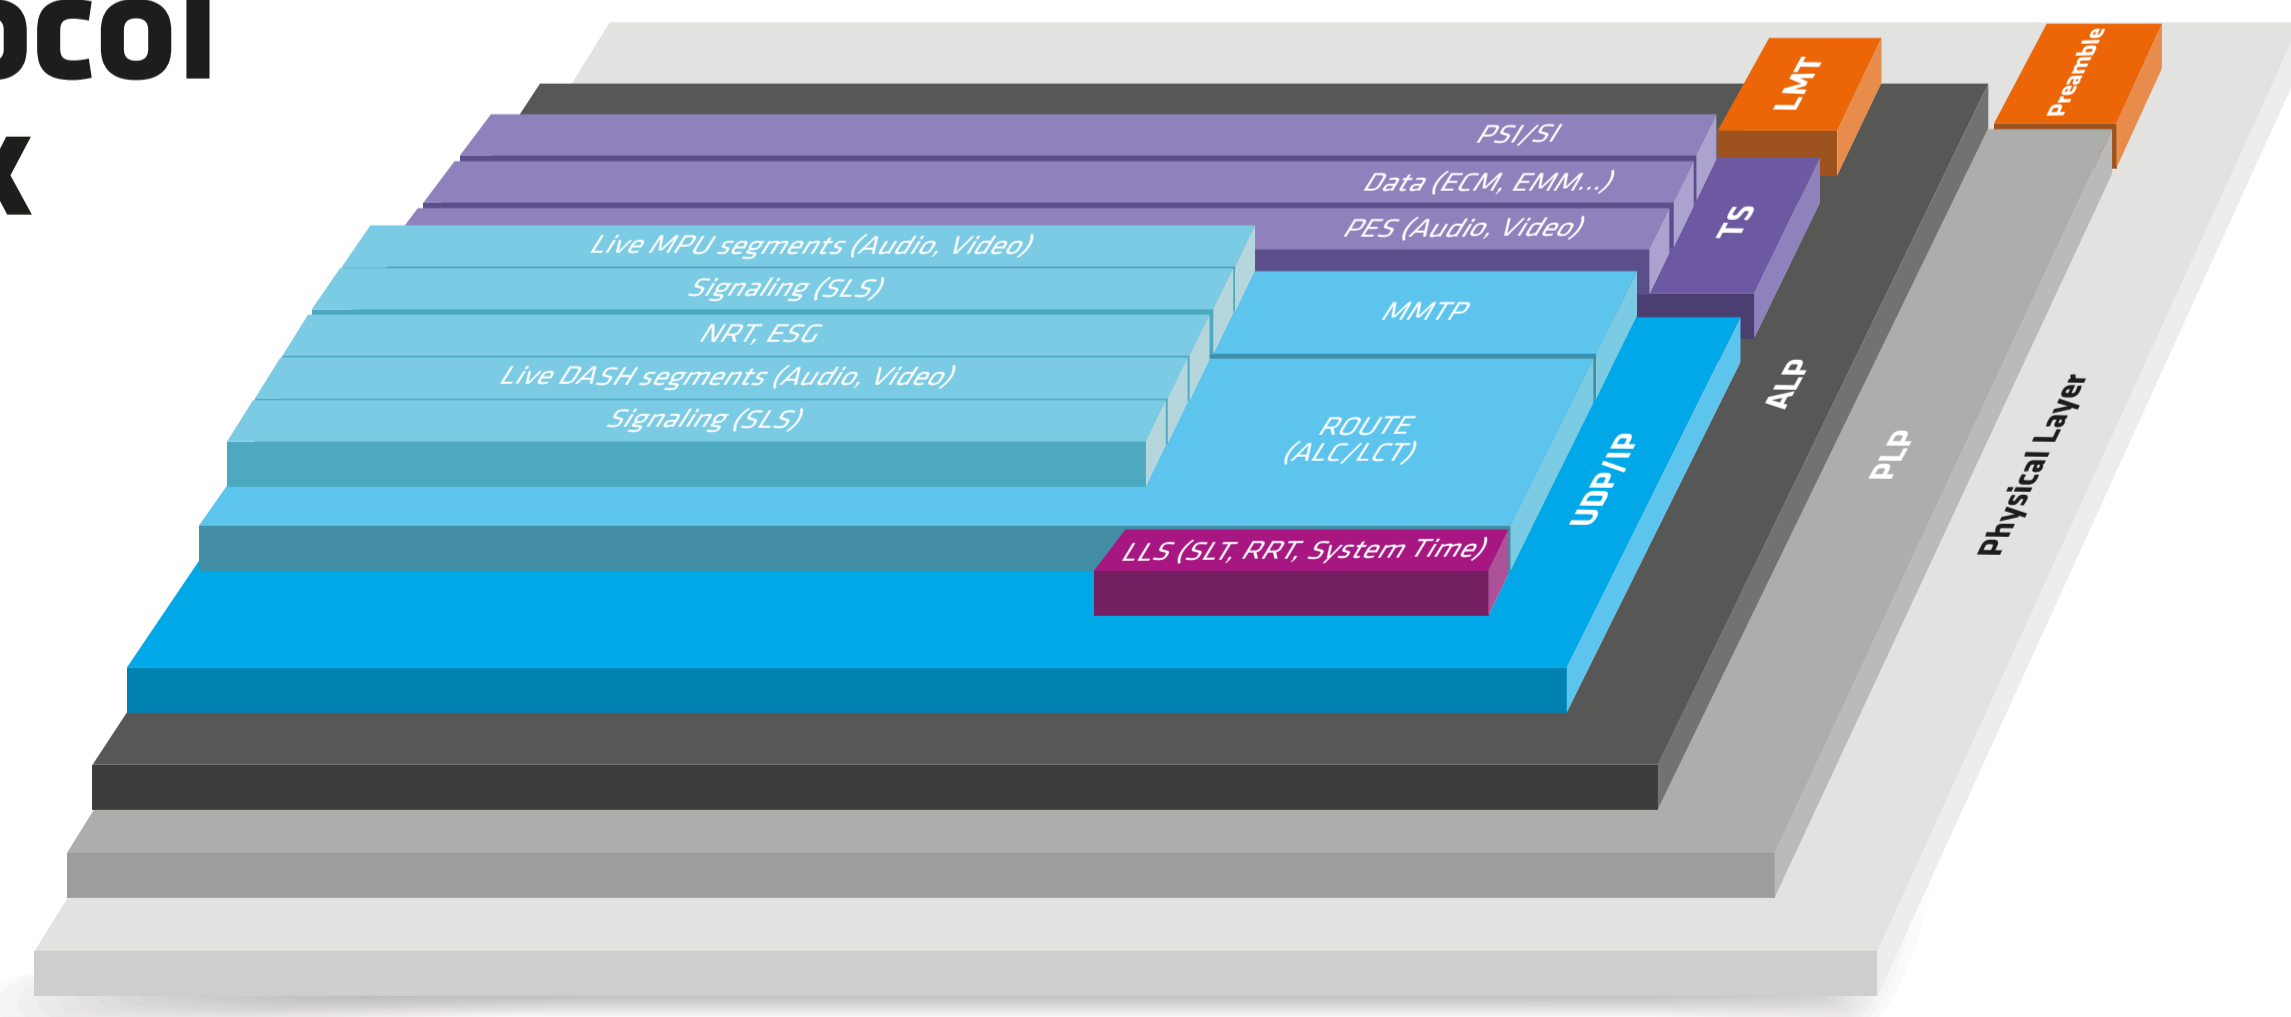 ocol
k
LMT
Preamble
PSI/SI
Data (ECM, EMM...)
TS
PES (Audio, Video)
Live MPU segments (Audio, Video)
Signaling (SLS)
MMTP
NRT, ESG
Live DASH segments (Audio, Video)
Signaling (SLS)
ROUTE
(ALC/LCT)
UDP/IP
ALP
PLP
Physical Layer
LLS (SLT, RRT, System Time)